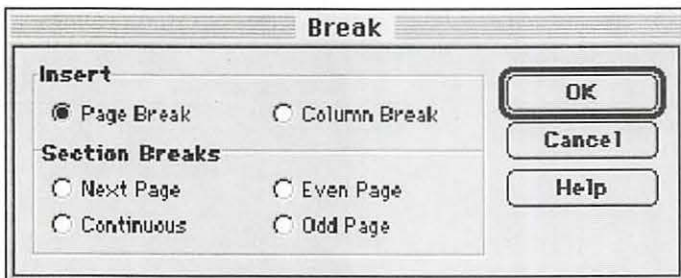 Break
Insert
Page Break
Column Break
Section Breaks
Next Page
Even Page
Continuous
Odd Page
OK
Cancel
Help